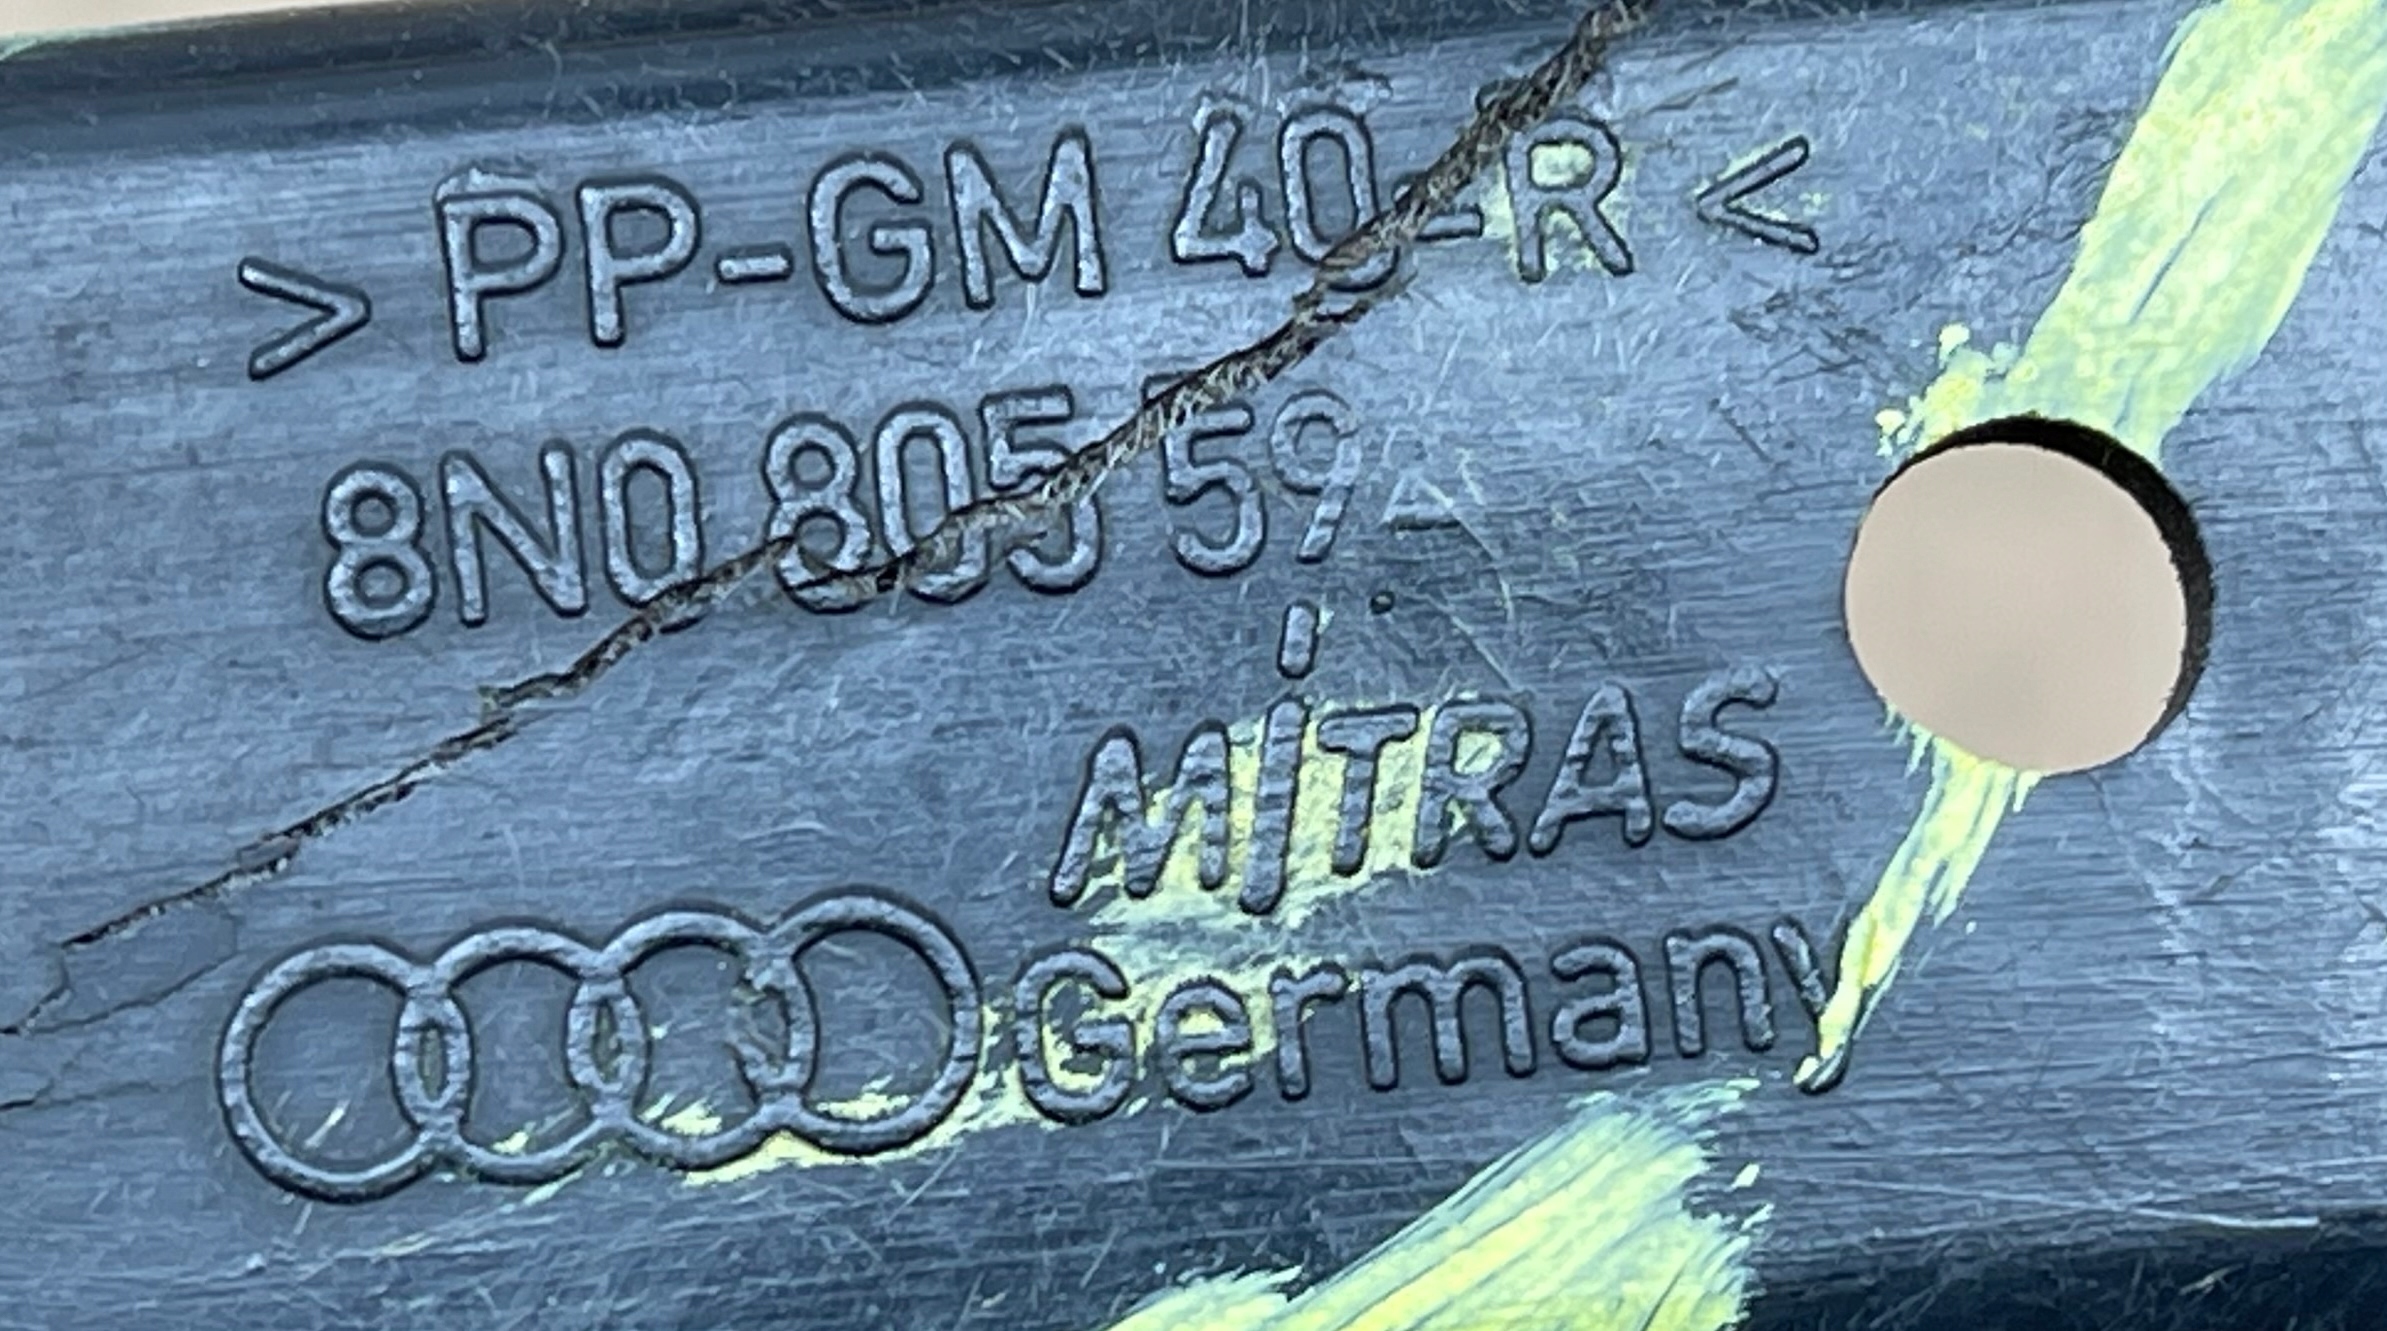 > PP-GM 40-R <
8N0 805 59
MiTRAS
Germany